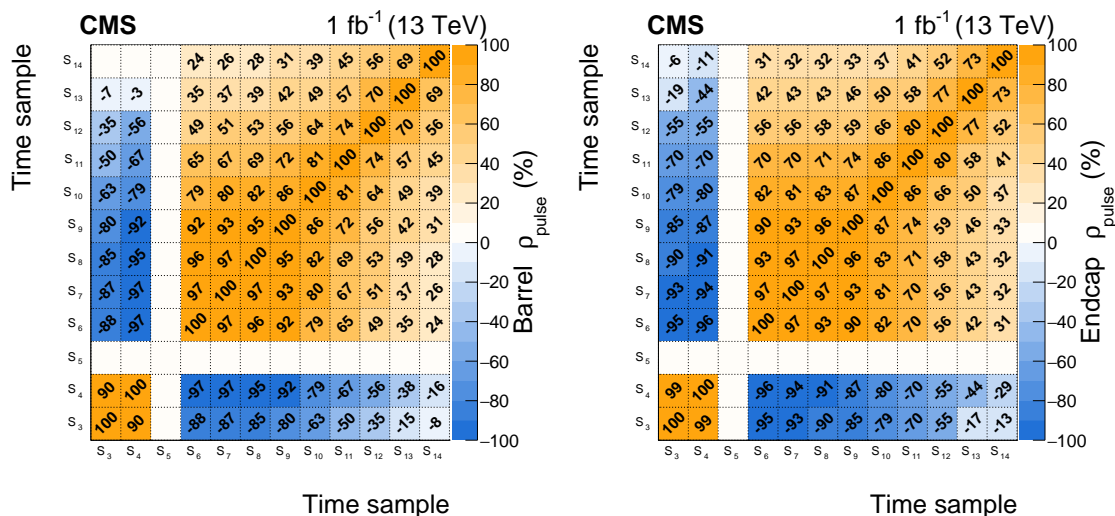 CMS 1 fb⁻¹ (13 TeV)
Time sample
S14 24 26 28 31 39 45 56 69 100
S13 -7 -3 35 37 39 42 49 57 70 100 69
S12 -35 -56 49 51 53 56 64 74 100 70 56
S11 -50 -67 65 67 69 72 81 100 74 57 45
S10 -63 -79 79 80 82 86 100 81 64 49 39
S9 -80 -92 92 93 95 100 86 72 56 42 31
S8 -85 -95 96 97 100 95 82 69 53 39 28
S7 -87 -97 97 100 97 93 80 67 51 37 26
S6 -88 -97 100 97 96 92 79 65 49 35 24
S5
S4 90 100 -97 -97 -95 -92 -79 -67 -56 -38 -16
S3 100 90 -88 -87 -85 -80 -63 -50 -35 -15 -8
S3 S4 S5 S6 S7 S8 S9 S10 S11 S12 S13 S14
Time sample
100
80
60
40
20
0
−20
−40
−60
−80
−100
Barrel ρpulse (%)
CMS 1 fb⁻¹ (13 TeV)
Time sample
S14 -6 -11 31 32 32 33 37 41 52 73 100
S13 -19 -44 42 43 43 46 50 58 77 100 73
S12 -55 -55 56 56 58 59 66 80 100 77 52
S11 -70 -70 70 70 71 74 86 100 80 58 41
S10 -79 -80 82 81 83 87 100 86 66 50 37
S9 -85 -87 90 93 96 100 87 74 59 46 33
S8 -90 -91 93 97 100 96 83 71 58 43 32
S7 -93 -94 97 100 97 93 81 70 56 43 32
S6 -95 -96 100 97 93 90 82 70 56 42 31
S5
S4 99 100 -96 -94 -91 -87 -80 -70 -55 -44 -29
S3 100 99 -95 -93 -90 -85 -79 -70 -55 -17 -13
S3 S4 S5 S6 S7 S8 S9 S10 S11 S12 S13 S14
Time sample
100
80
60
40
20
0
−20
−40
−60
−80
−100
Endcap ρpulse (%)